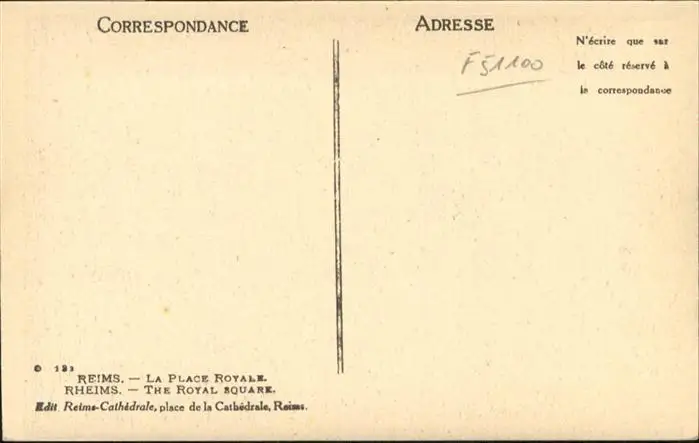 CORRESPONDANCE
ADRESSE
N'écrire que sur
le côté réservé à
la correspondance
© 183
REIMS. — LA PLACE ROYALE.
RHEIMS. — THE ROYAL SQUARE.
Edit. Reims-Cathédrale, place de la Cathédrale, Reims.